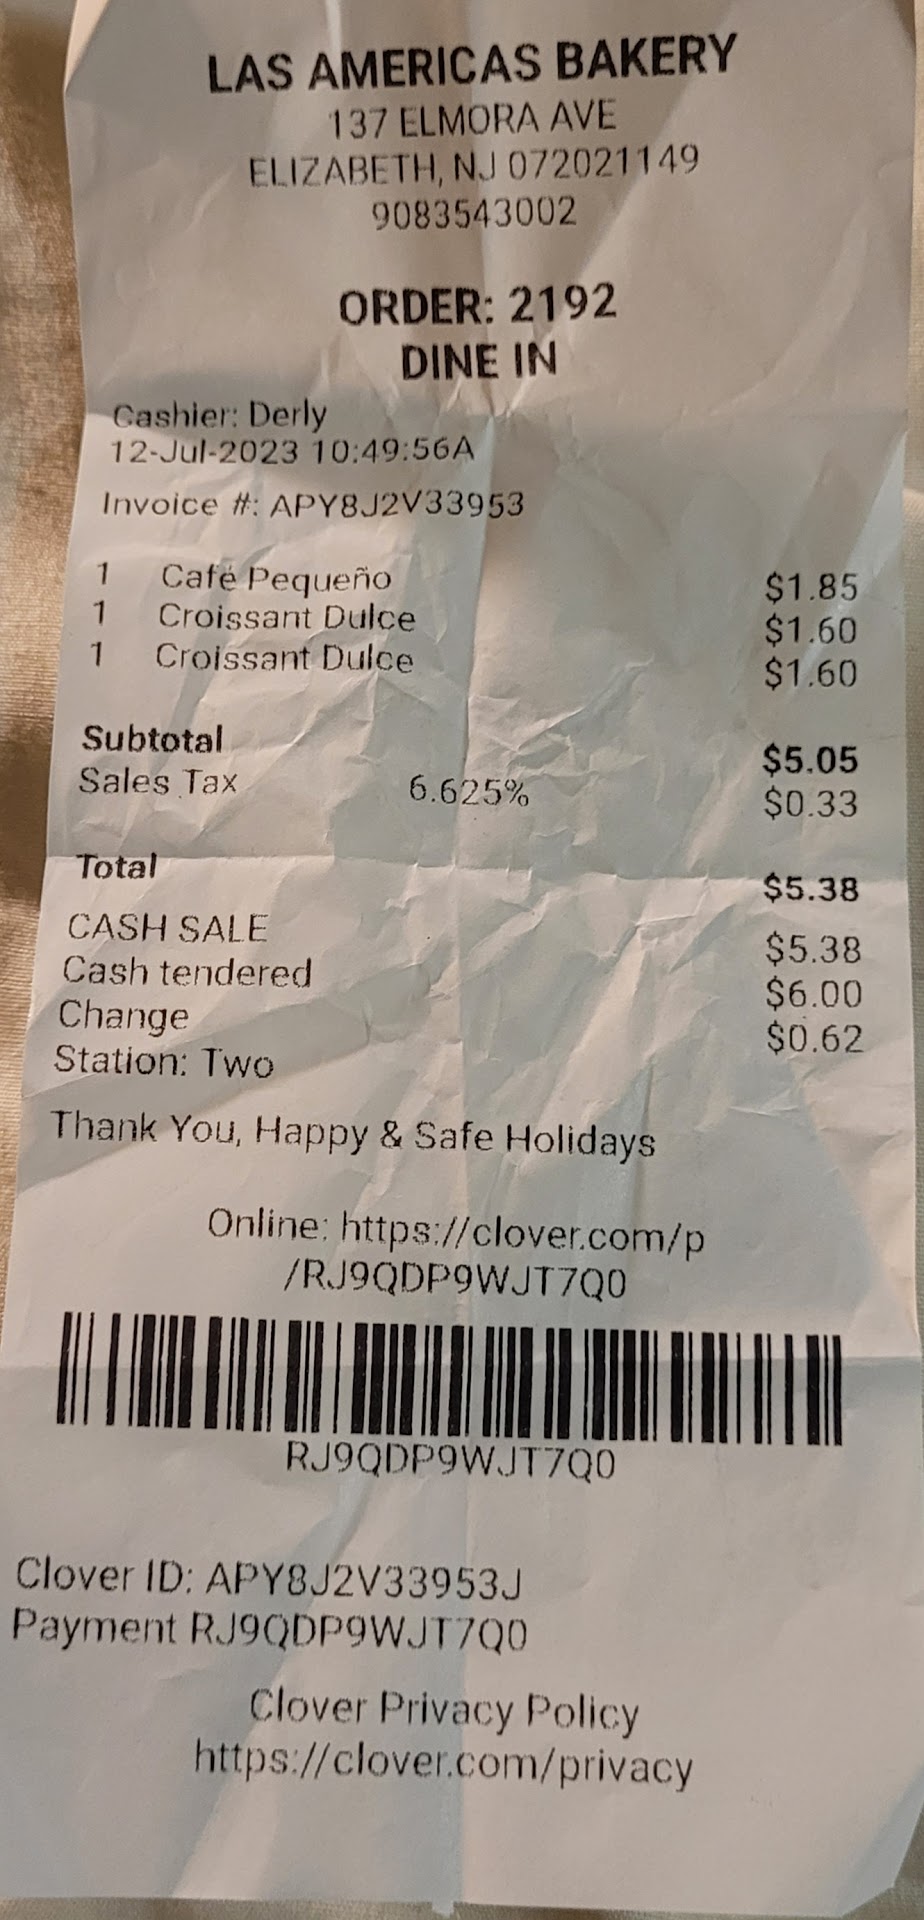 LAS AMERICAS BAKERY
137 ELMORA AVE
ELIZABETH, NJ 072021149
9083543002
ORDER: 2192
DINE IN
Cashier: Derly
12-Jul-2023 10:49:56A
Invoice #: APY8J2V33953
1 Café Pequeño $1.85
1 Croissant Dulce $1.60
1 Croissant Dulce $1.60
Subtotal $5.05
Sales Tax 6.625% $0.33
Total $5.38
CASH SALE $5.38
Cash tendered $6.00
Change $0.62
Station: Two
Thank You, Happy & Safe Holidays
Online: https://clover.com/p
/RJ9QDP9WJT7Q0
RJ9QDP9WJT7Q0
Clover ID: APY8J2V33953J
Payment RJ9QDP9WJT7Q0
Clover Privacy Policy
https://clover.com/privacy